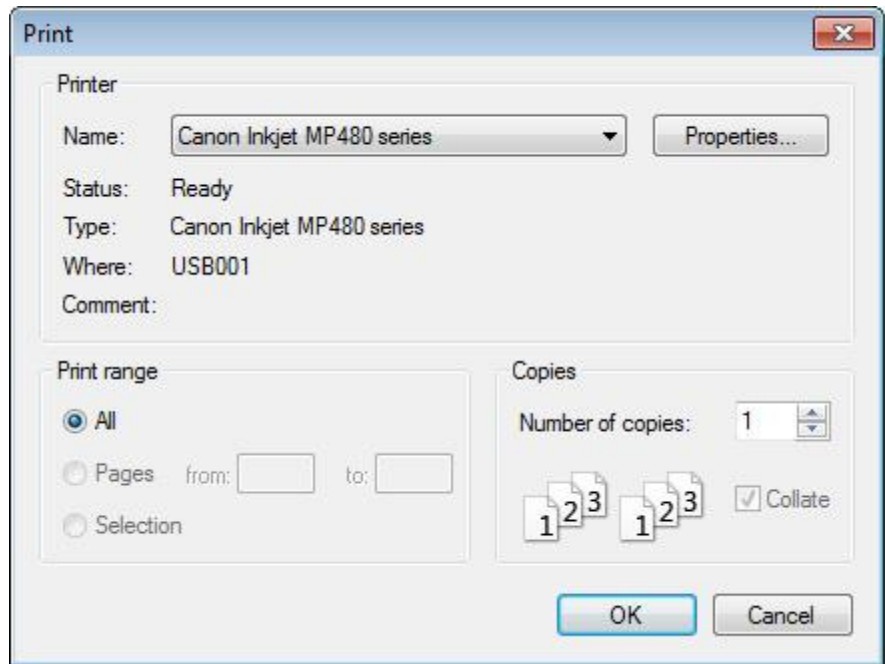 Print
Printer
Name: Canon Inkjet MP480 series Properties...
Status: Ready
Type: Canon Inkjet MP480 series
Where: USB001
Comment:
Print range
All
Pages from: to:
Selection
Copies
Number of copies: 1
1 2 3 1 2 3 Collate
OK Cancel